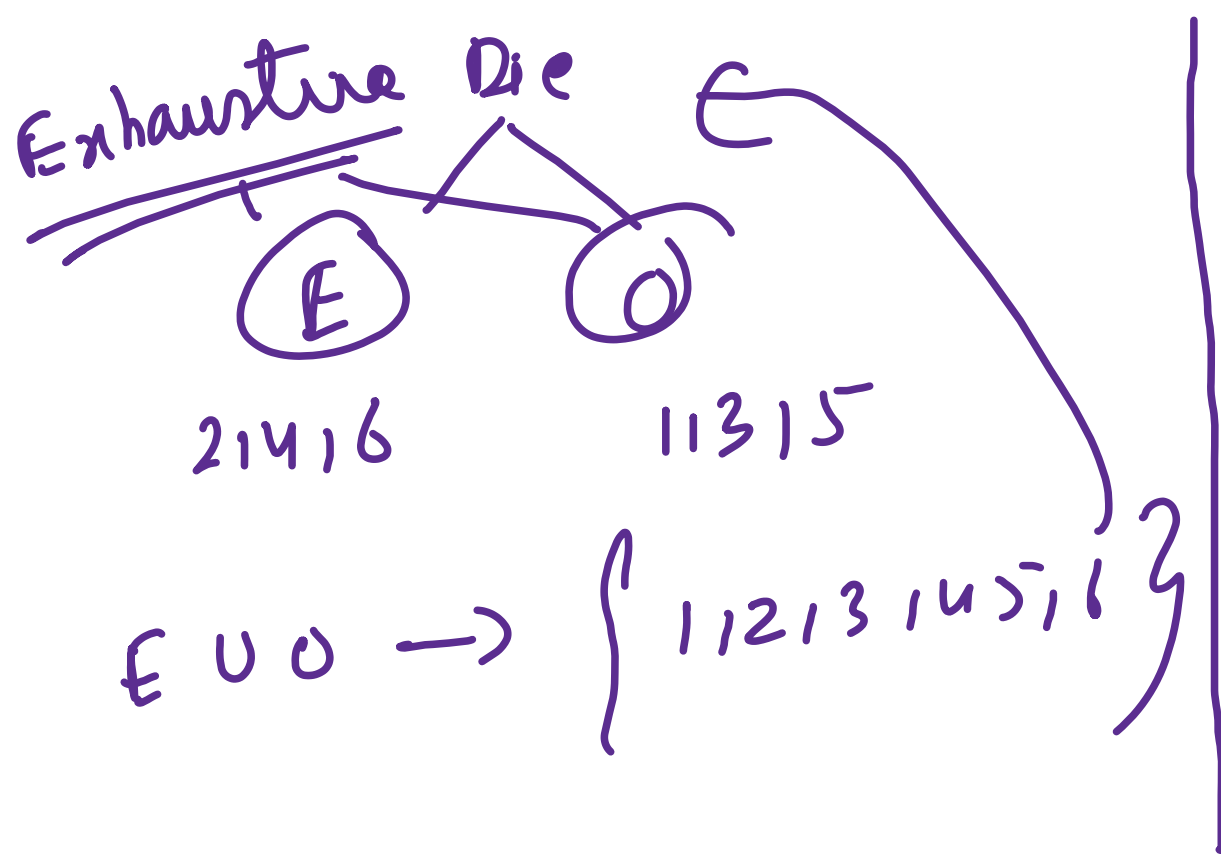 Exhaustive Die E
E O
2, 4, 6 1, 3, 5
E U O → { 1, 2, 3, 4 5, 6 }